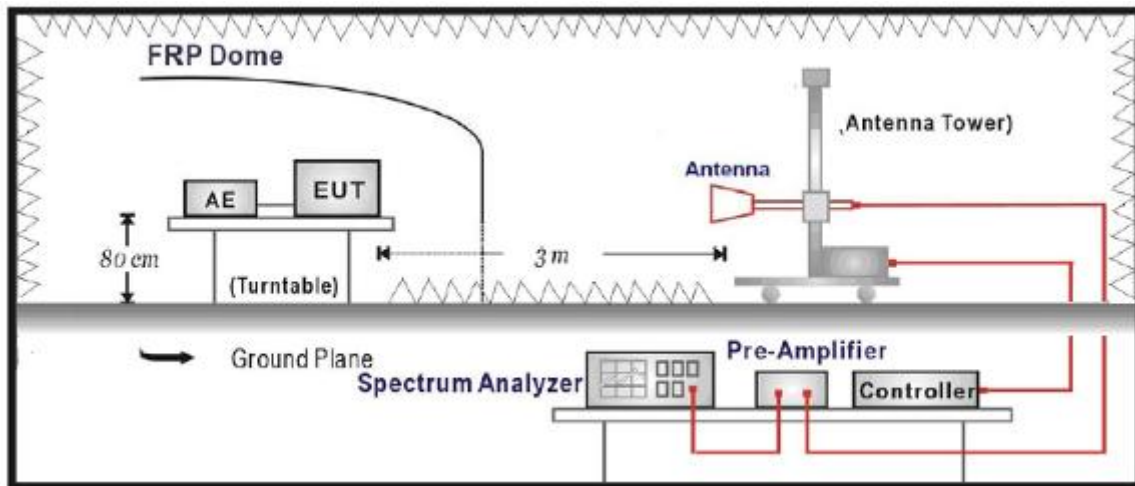 FRP Dome
,Antenna Tower)
Antenna
AE
EUT
80 cm
3 m
(Turntable)
Ground Plane
Pre-Amplifier
Spectrum Analyzer
Controller